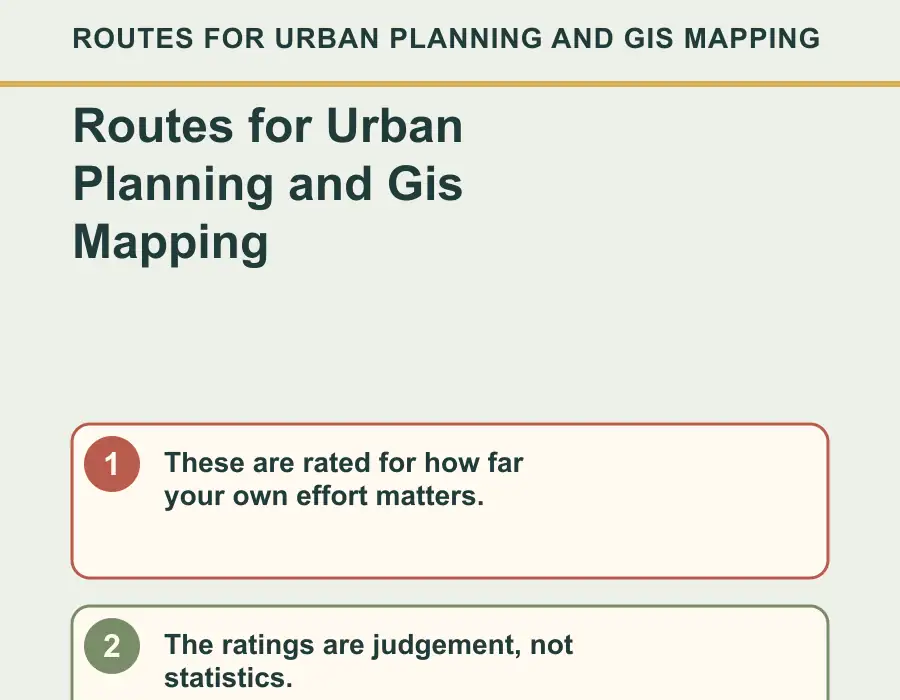 ROUTES FOR URBAN PLANNING AND GIS MAPPING
Routes for Urban
Planning and Gis
Mapping
1
These are rated for how far
your own effort matters.
2
The ratings are judgement, not
statistics.